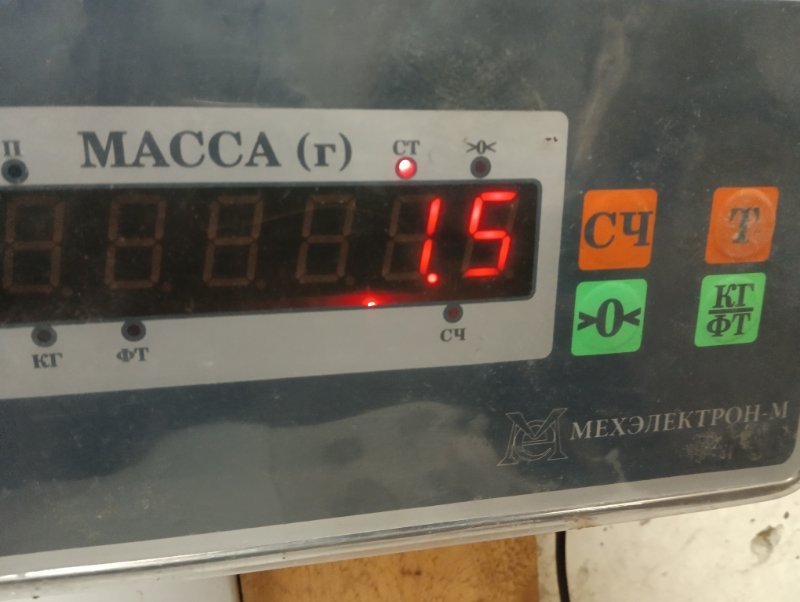 П МАССА (г) СТ >0<
1.5
КГ ФТ СЧ
СЧ Т
>0< КГ/ФТ
МЕХЭЛЕКТРОН-М